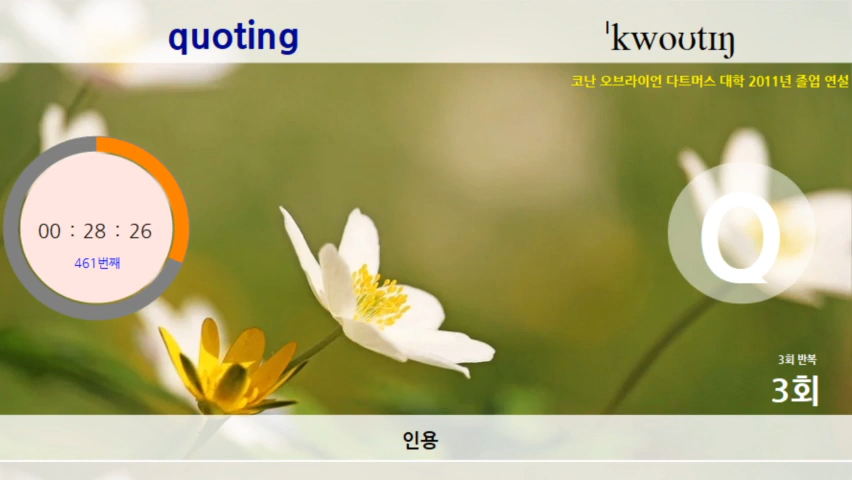 quoting
ˈkwoʊtɪŋ
코난 오브라이언 다트머스 대학 2011년 졸업 연설
00 : 28 : 26
461번째
Q
3회 반복
3회
인용